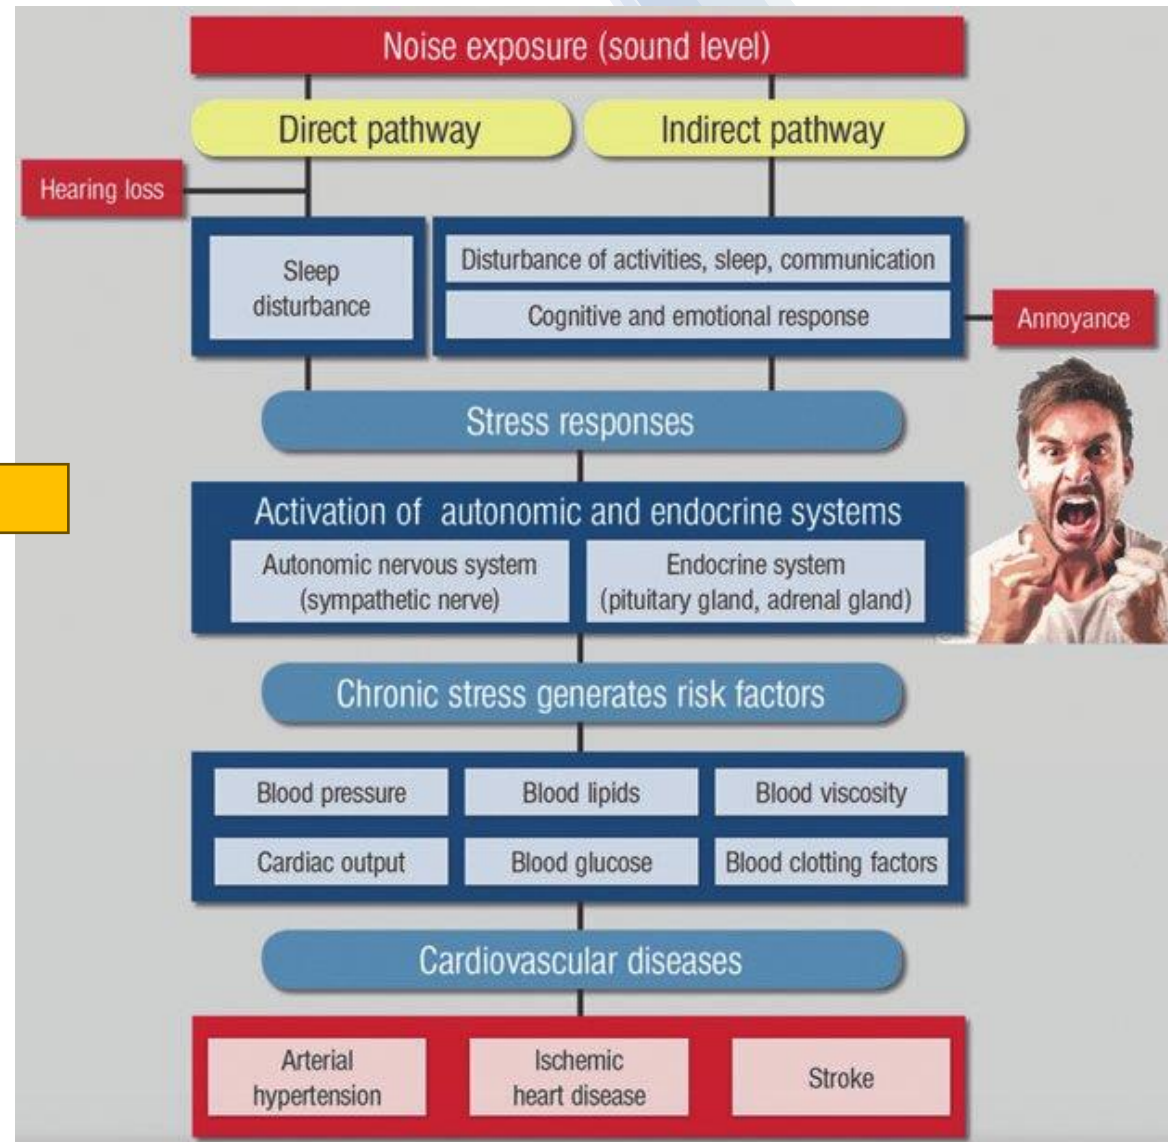 Noise exposure (sound level)
Direct pathway
Indirect pathway
Hearing loss
Sleep
disturbance
Disturbance of activities, sleep, communication
Cognitive and emotional response
Annoyance
Stress responses
Activation of autonomic and endocrine systems
Autonomic nervous system
(sympathetic nerve)
Endocrine system
(pituitary gland, adrenal gland)
Chronic stress generates risk factors
Blood pressure
Blood lipids
Blood viscosity
Cardiac output
Blood glucose
Blood clotting factors
Cardiovascular diseases
Arterial
hypertension
Ischemic
heart disease
Stroke